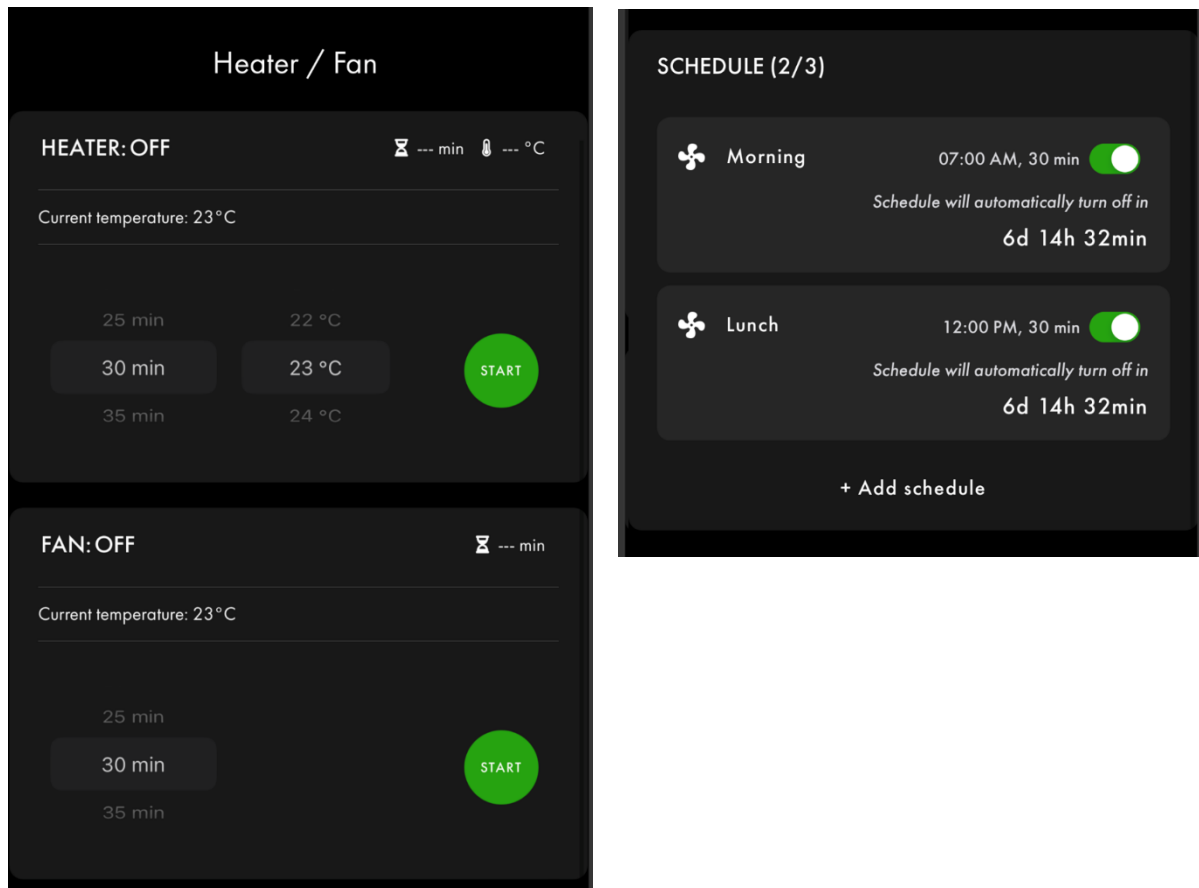 Heater / Fan
HEATER: OFF --- min --- °C
Current temperature: 23°C
25 min 22 °C
30 min 23 °C START
35 min 24 °C
FAN: OFF --- min
Current temperature: 23°C
25 min
30 min START
35 min
SCHEDULE (2/3)
Morning 07:00 AM, 30 min
Schedule will automatically turn off in
6d 14h 32min
Lunch 12:00 PM, 30 min
Schedule will automatically turn off in
6d 14h 32min
+ Add schedule